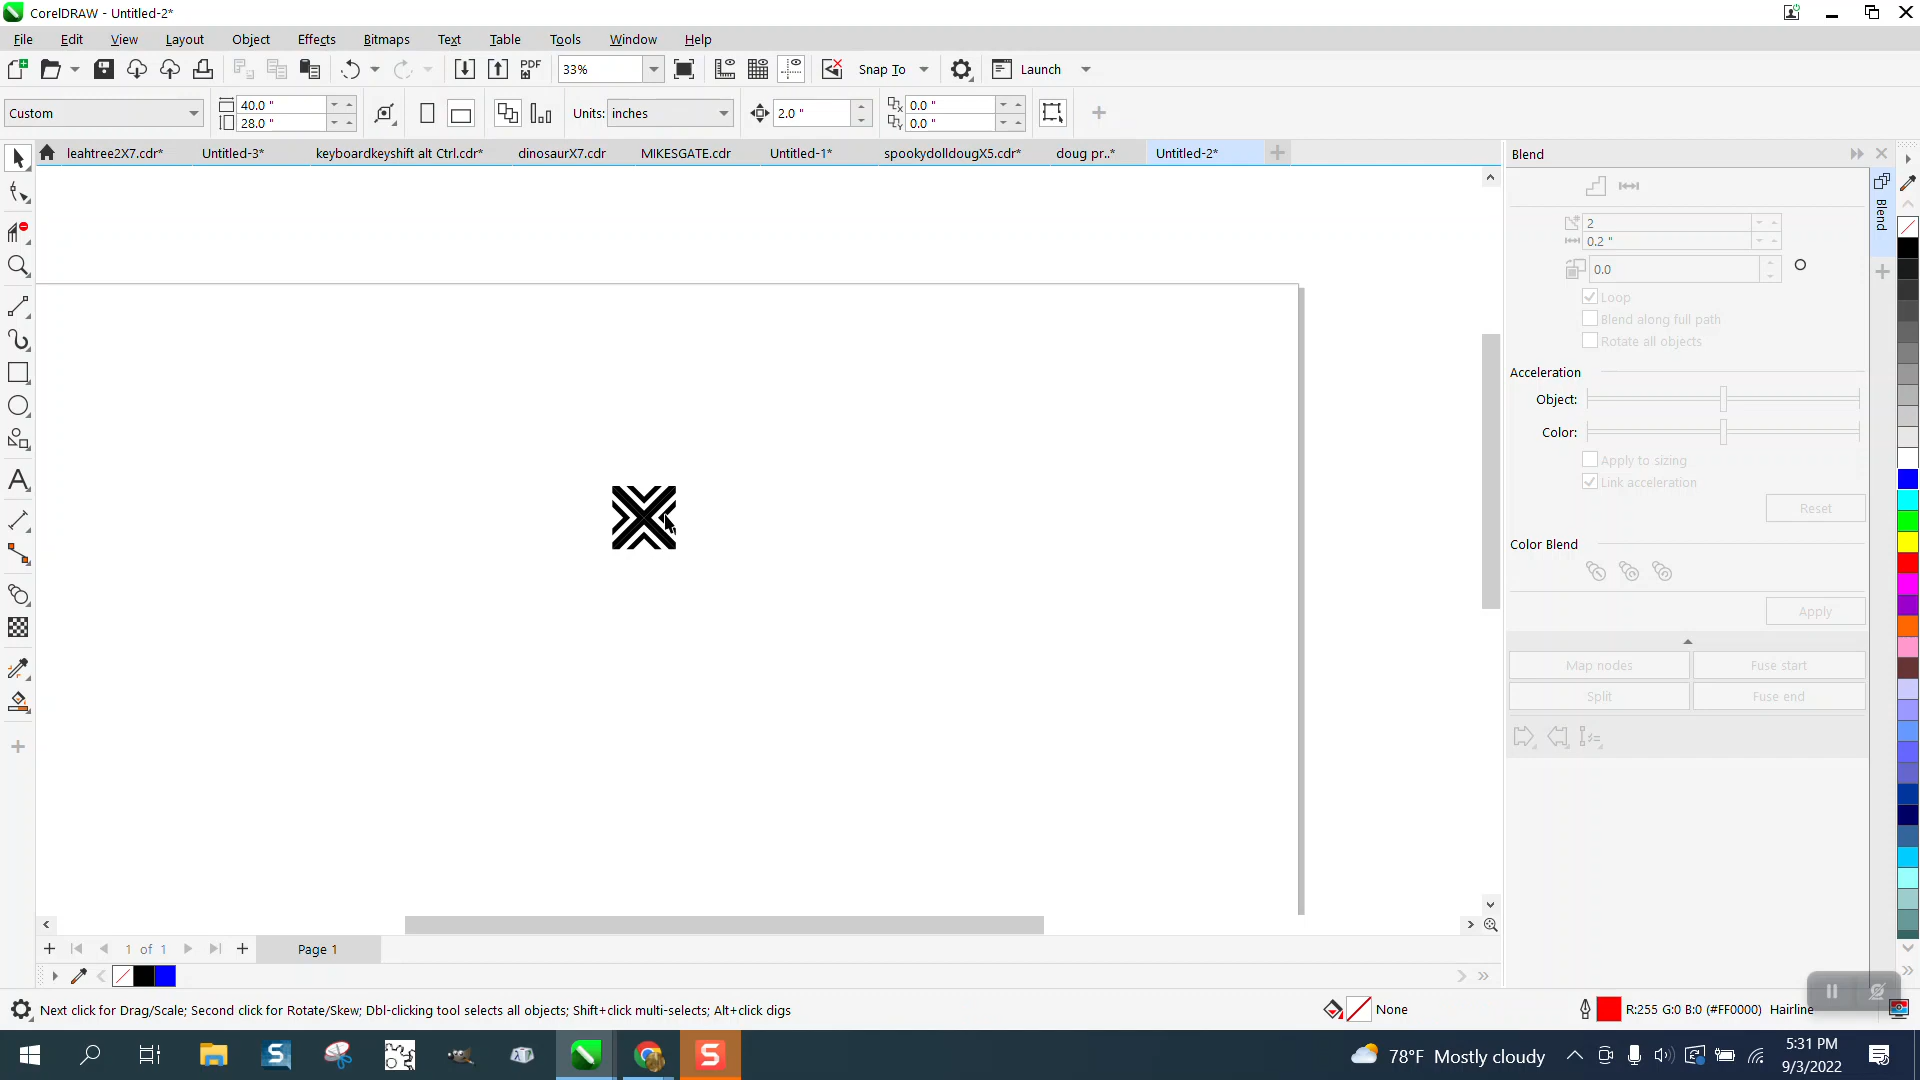 CorelDRAW - Untitled-2*
File Edit View Layout Object Effects Bitmaps Text Table Tools Window Help
PDF 33% Snap To Launch
Custom 40.0 " 28.0 " Units: inches 2.0 " 0.0 " 0.0 "
leahtree2X7.cdr* Untitled-3* keyboardkeyshift alt Ctrl.cdr* dinosaurX7.cdr MIKESGATE.cdr Untitled-1* spookydolldougX5.cdr* doug pr..* Untitled-2*
Blend
Blend
2
0.2 "
0.0
Loop
Blend along full path
Rotate all objects
Acceleration
Object:
Color:
Apply to sizing
Link acceleration
Reset
Color Blend
Apply
Map nodes Fuse start
Split Fuse end
1 of 1 Page 1
Next click for Drag/Scale; Second click for Rotate/Skew; Dbl-clicking tool selects all objects; Shift+click multi-selects; Alt+click digs
None R:255 G:0 B:0 (#FF0000) Hairline
78°F Mostly cloudy
5:31 PM
9/3/2022